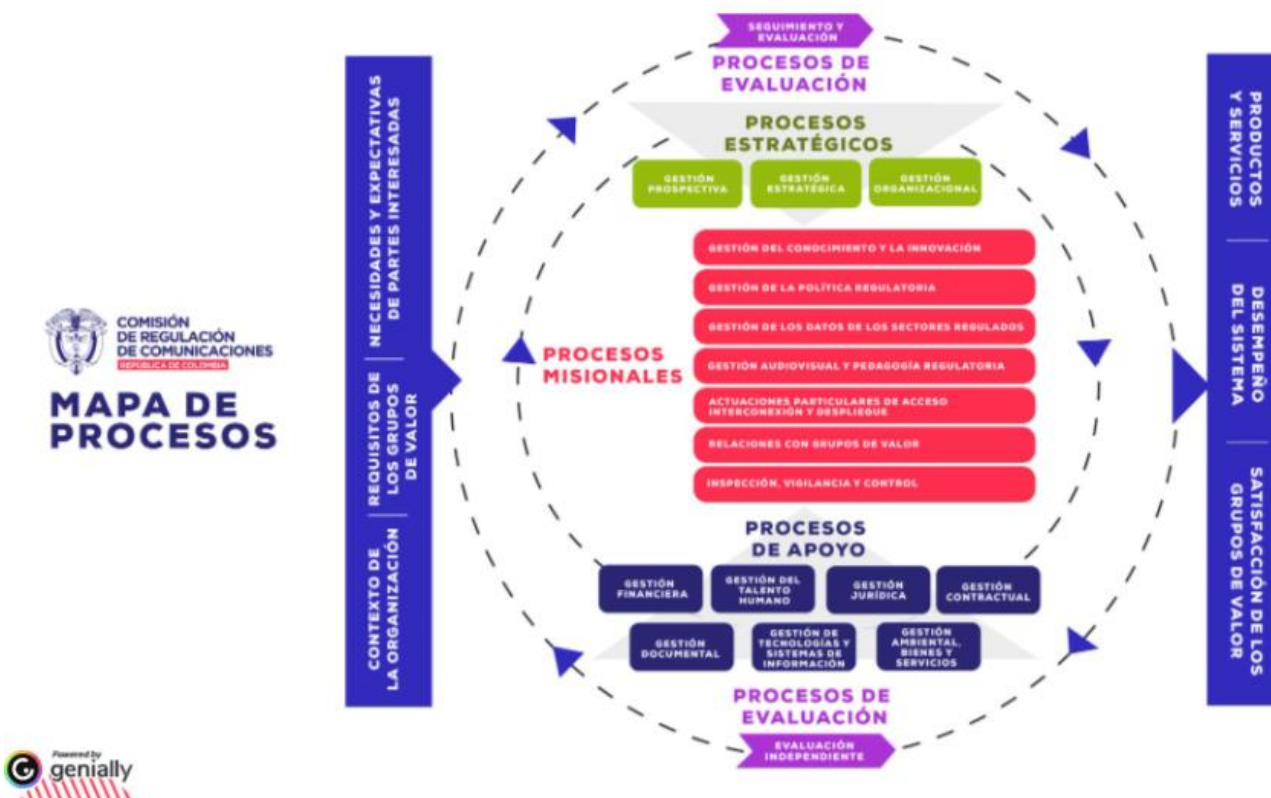 COMISIÓN
DE REGULACIÓN
DE COMUNICACIONES
REPÚBLICA DE COLOMBIA
MAPA DE
PROCESOS
NECESIDADES Y EXPECTATIVAS
DE PARTES INTERESADAS
REQUISITOS DE
LOS GRUPOS
DE VALOR
CONTEXTO DE
LA ORGANIZACIÓN
SEGUIMIENTO Y
EVALUACIÓN
PROCESOS DE
EVALUACIÓN
PROCESOS
ESTRATÉGICOS
GESTIÓN
PROSPECTIVA
GESTIÓN
ESTRATÉGICA
GESTIÓN
ORGANIZACIONAL
PROCESOS
MISIONALES
GESTIÓN DEL CONOCIMIENTO Y LA INNOVACIÓN
GESTIÓN DE LA POLÍTICA REGULATORIA
GESTIÓN DE LOS DATOS DE LOS SECTORES REGULADOS
GESTIÓN AUDIOVISUAL Y PEDAGOGÍA REGULATORIA
ACTUACIONES PARTICULARES DE ACCESO
INTERCONEXIÓN Y DESPLIEGUE
RELACIONES CON GRUPOS DE VALOR
INSPECCIÓN, VIGILANCIA Y CONTROL
PROCESOS
DE APOYO
GESTIÓN
FINANCIERA
GESTIÓN DEL
TALENTO
HUMANO
GESTIÓN
JURÍDICA
GESTIÓN
CONTRACTUAL
GESTIÓN
DOCUMENTAL
GESTIÓN DE
TECNOLOGÍAS Y
SISTEMAS DE
INFORMACIÓN
GESTIÓN
AMBIENTAL,
BIENES Y
SERVICIOS
PROCESOS DE
EVALUACIÓN
EVALUACIÓN
INDEPENDIENTE
PRODUCTOS
Y SERVICIOS
DESEMPEÑO
DEL SISTEMA
SATISFACCIÓN DE LOS
GRUPOS DE VALOR
Powered by
genially